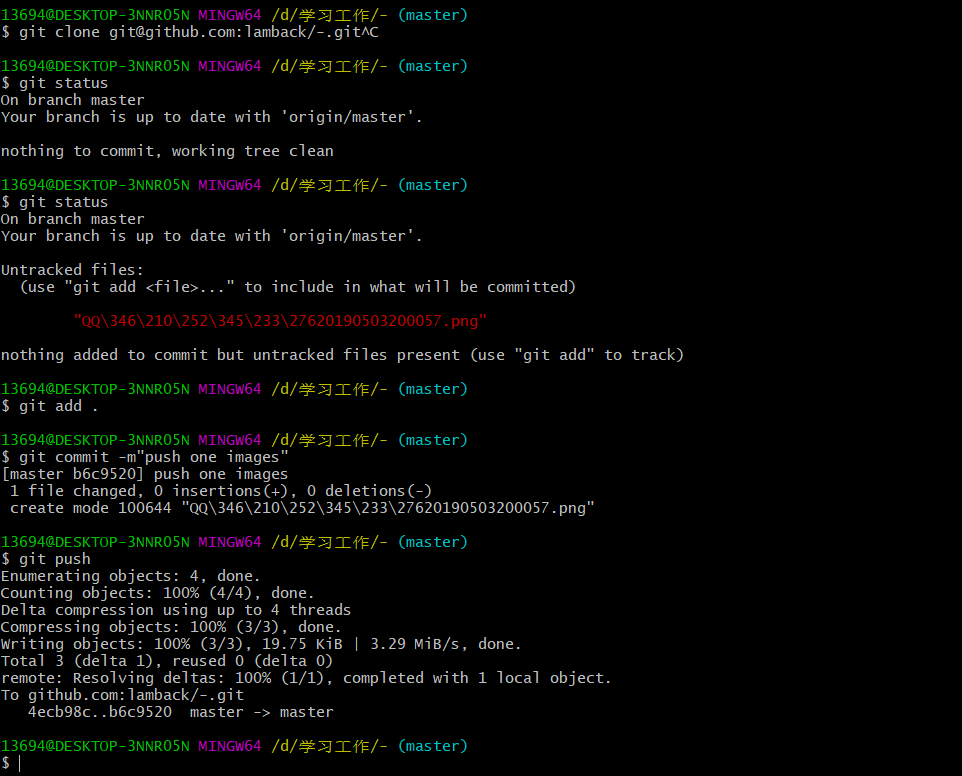 13694@DESKTOP-3NNRO5N MINGW64 /d/学习工作/- (master)
$ git clone git@github.com:lamback/-.git^C
13694@DESKTOP-3NNRO5N MINGW64 /d/学习工作/- (master)
$ git status
On branch master
Your branch is up to date with 'origin/master'.
nothing to commit, working tree clean
13694@DESKTOP-3NNRO5N MINGW64 /d/学习工作/- (master)
$ git status
On branch master
Your branch is up to date with 'origin/master'.
Untracked files:
  (use "git add <file>..." to include in what will be committed)
        "QQ\346\210\252\345\233\27620190503200057.png"
nothing added to commit but untracked files present (use "git add" to track)
13694@DESKTOP-3NNRO5N MINGW64 /d/学习工作/- (master)
$ git add .
13694@DESKTOP-3NNRO5N MINGW64 /d/学习工作/- (master)
$ git commit -m"push one images"
[master b6c9520] push one images
 1 file changed, 0 insertions(+), 0 deletions(-)
 create mode 100644 "QQ\346\210\252\345\233\27620190503200057.png"
13694@DESKTOP-3NNRO5N MINGW64 /d/学习工作/- (master)
$ git push
Enumerating objects: 4, done.
Counting objects: 100% (4/4), done.
Delta compression using up to 4 threads
Compressing objects: 100% (3/3), done.
Writing objects: 100% (3/3), 19.75 KiB | 3.29 MiB/s, done.
Total 3 (delta 1), reused 0 (delta 0)
remote: Resolving deltas: 100% (1/1), completed with 1 local object.
To github.com:lamback/-.git
   4ecb98c..b6c9520  master -> master
13694@DESKTOP-3NNRO5N MINGW64 /d/学习工作/- (master)
$